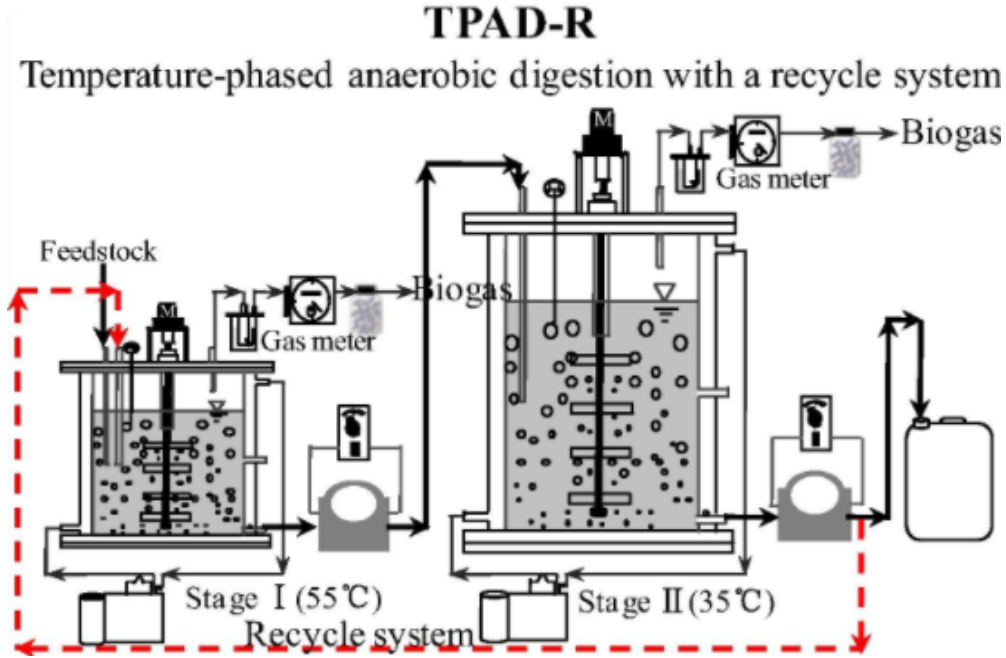 TPAD-R
Temperature-phased anaerobic digestion with a recycle system
M
Biogas
Gas meter
Feedstock
M
Biogas
Gas meter
Stage Ⅰ (55℃)
Stage Ⅱ (35℃)
Recycle system